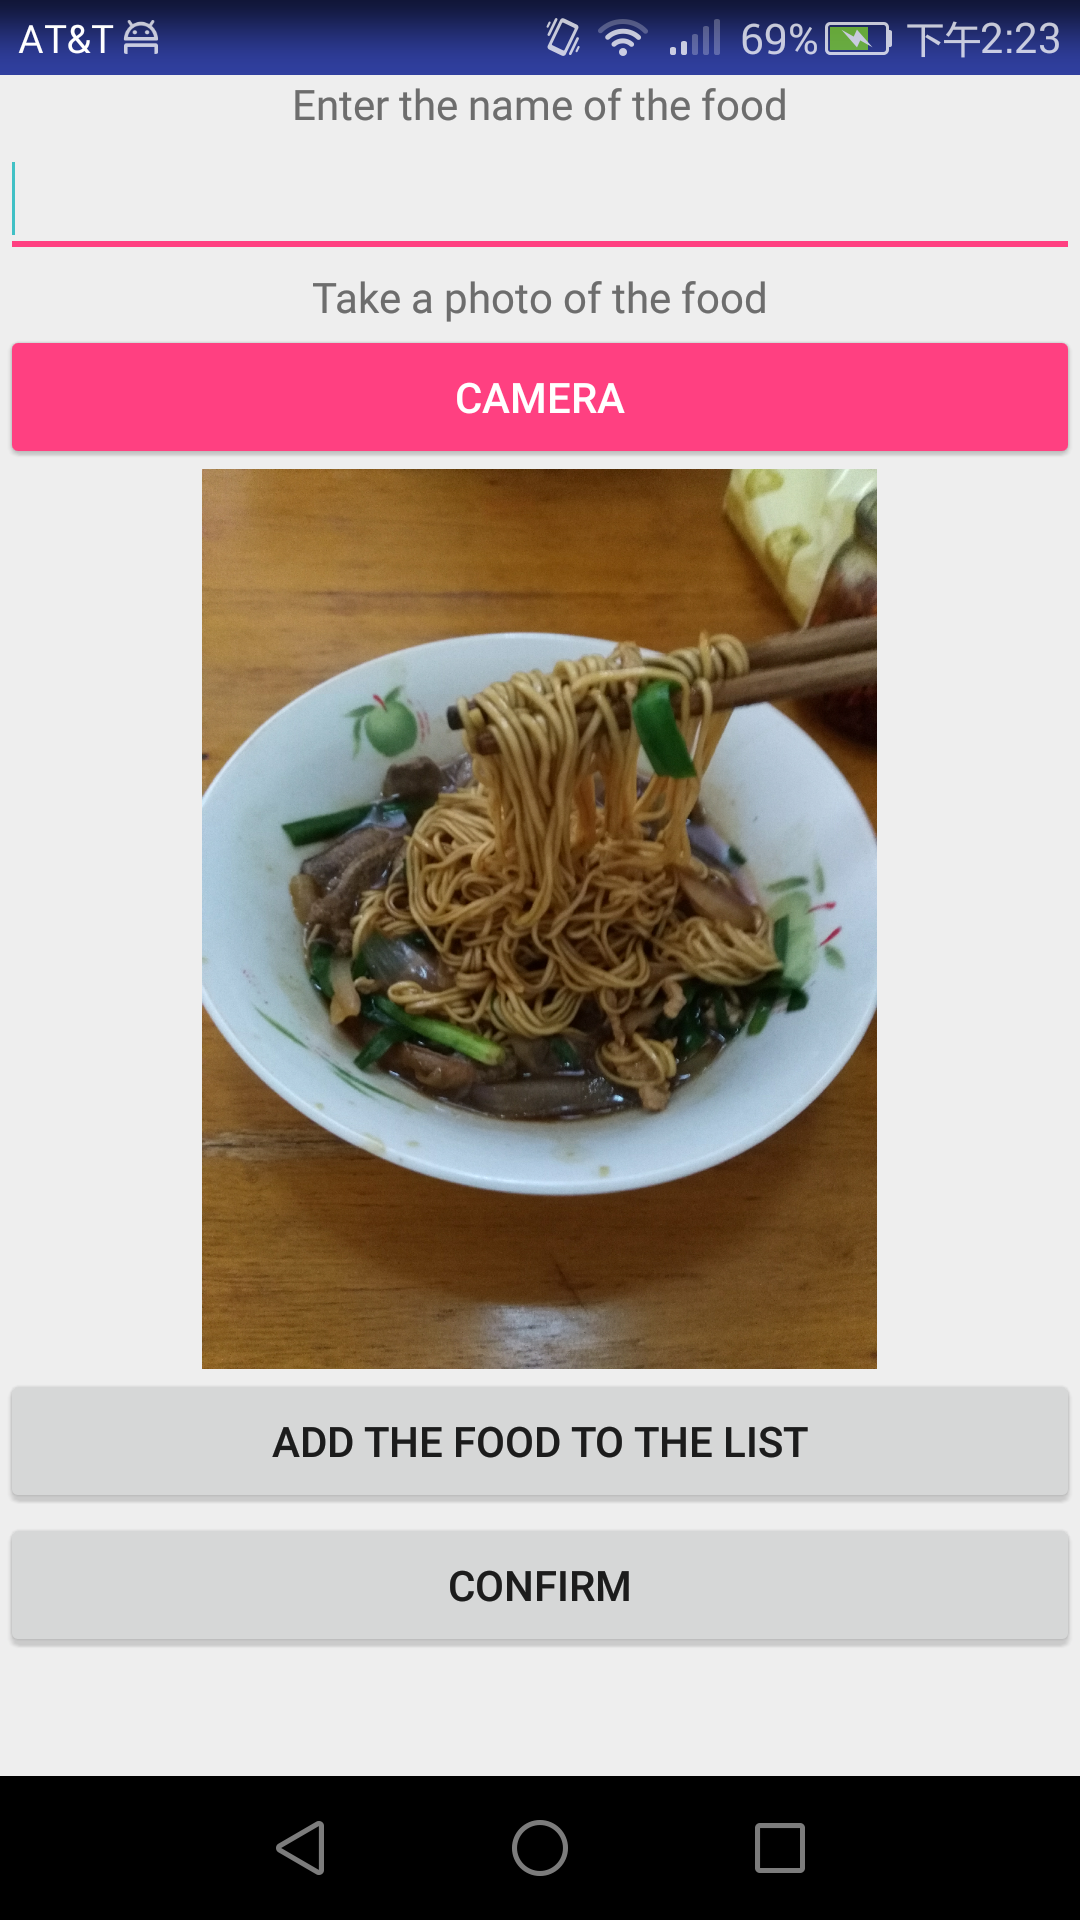 AT&T 69% 下午2:23
Enter the name of the food
Take a photo of the food
CAMERA
ADD THE FOOD TO THE LIST
CONFIRM